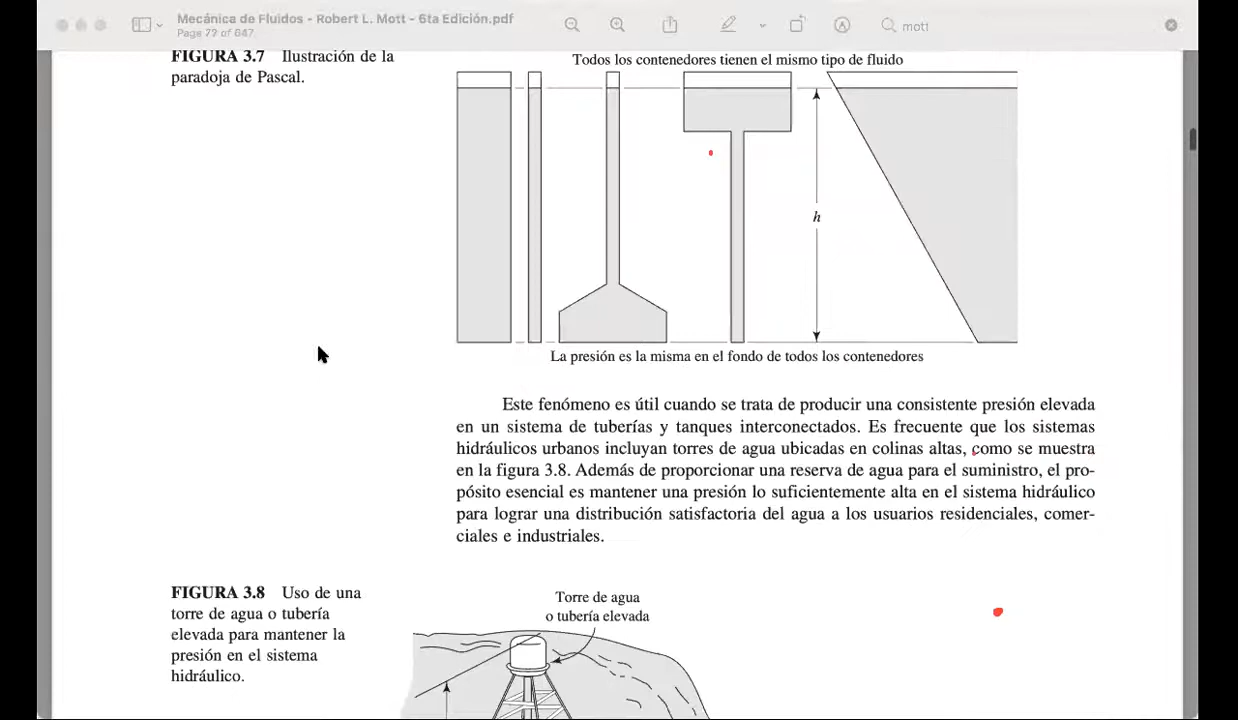 Mecánica de Fluidos - Robert L. Mott - 6ta Edición.pdf
Page 72 of 647
mott
FIGURA 3.7 Ilustración de la
paradoja de Pascal.
Todos los contenedores tienen el mismo tipo de fluido
h
La presión es la misma en el fondo de todos los contenedores
Este fenómeno es útil cuando se trata de producir una consistente presión elevada
en un sistema de tuberías y tanques interconectados. Es frecuente que los sistemas
hidráulicos urbanos incluyan torres de agua ubicadas en colinas altas, como se muestra
en la figura 3.8. Además de proporcionar una reserva de agua para el suministro, el pro-
pósito esencial es mantener una presión lo suficientemente alta en el sistema hidráulico
para lograr una distribución satisfactoria del agua a los usuarios residenciales, comer-
ciales e industriales.
FIGURA 3.8 Uso de una
torre de agua o tubería
elevada para mantener la
presión en el sistema
hidráulico.
Torre de agua
o tubería elevada